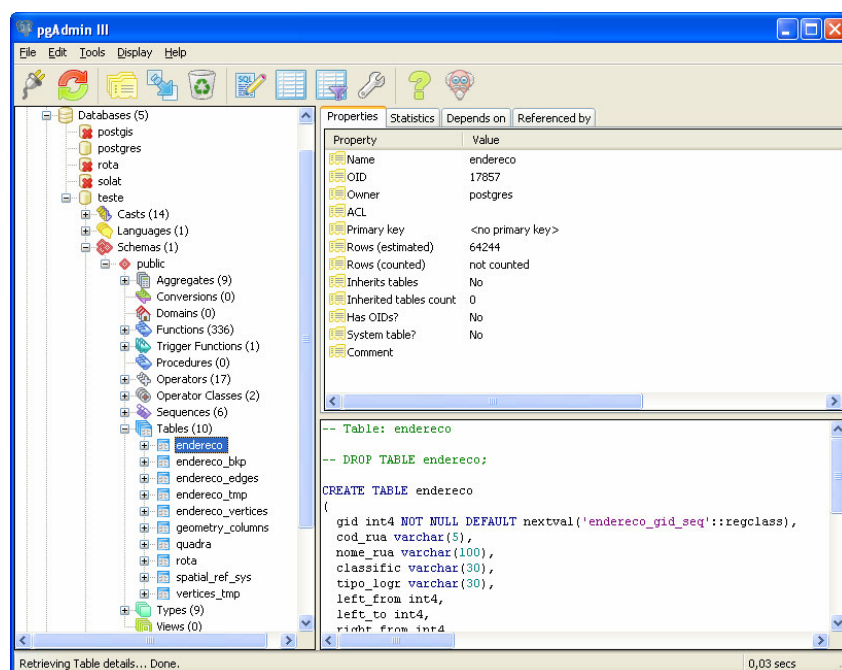 pgAdmin III
File Edit Tools Display Help
SQL
Databases (5)
postgis
postgres
rota
solat
teste
Casts (14)
Languages (1)
Schemas (1)
public
Aggregates (9)
Conversions (0)
Domains (0)
Functions (336)
Trigger Functions (1)
Procedures (0)
Operators (17)
Operator Classes (2)
Sequences (6)
Tables (10)
endereco
endereco_bkp
endereco_edges
endereco_tmp
endereco_vertices
geometry_columns
quadra
rota
spatial_ref_sys
vertices_tmp
Types (9)
Views (0)
Properties Statistics Depends on Referenced by
Property Value
Name endereco
OID 17857
Owner postgres
ACL
Primary key <no primary key>
Rows (estimated) 64244
Rows (counted) not counted
Inherits tables No
Inherited tables count 0
Has OIDs? No
System table? No
Comment
-- Table: endereco
-- DROP TABLE endereco;
CREATE TABLE endereco
(
gid int4 NOT NULL DEFAULT nextval('endereco_gid_seq'::regclass),
cod_rua varchar(5),
nome_rua varchar(100),
classific varchar(30),
tipo_logr varchar(30),
left_from int4,
left_to int4,
right_from int4
Retrieving Table details... Done. 0,03 secs